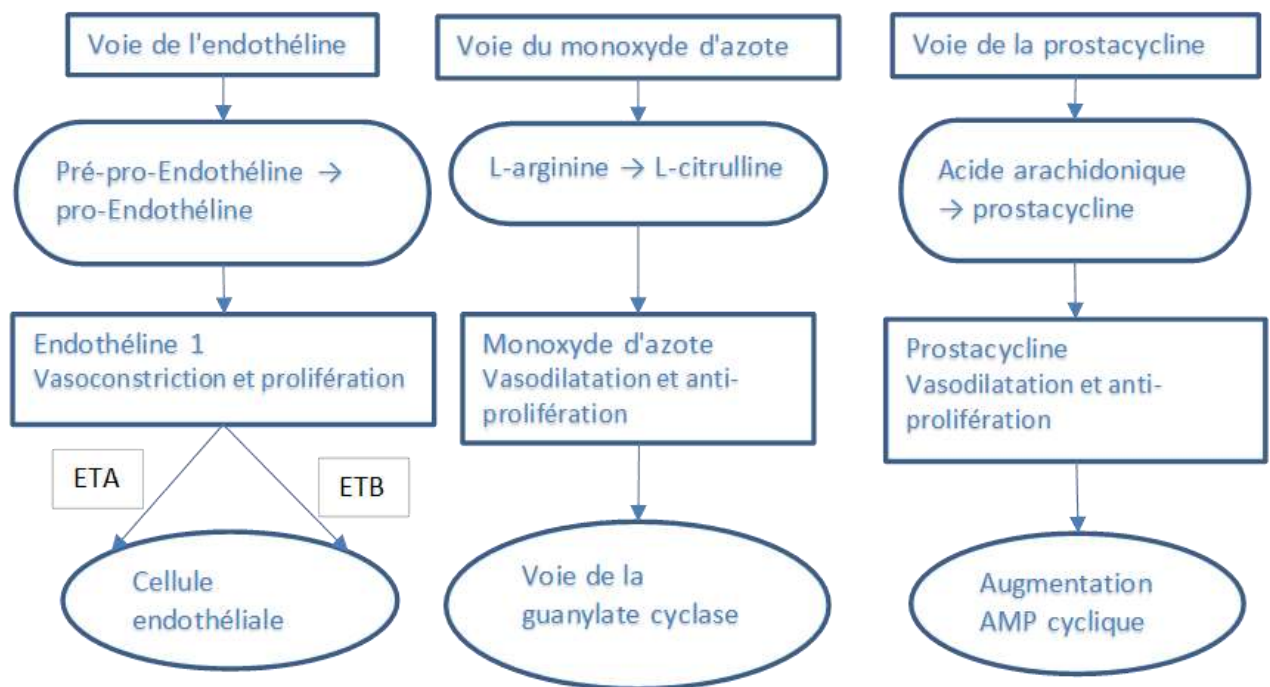 Voie de l'endothéline
Voie du monoxyde d'azote
Voie de la prostacycline
Pré-pro-Endothéline →
pro-Endothéline
L-arginine → L-citrulline
Acide arachidonique
→ prostacycline
Endothéline 1
Vasoconstriction et prolifération
Monoxyde d'azote
Vasodilatation et anti-
prolifération
Prostacycline
Vasodilatation et anti-
prolifération
ETA
ETB
Cellule
endothéliale
Voie de la
guanylate cyclase
Augmentation
AMP cyclique